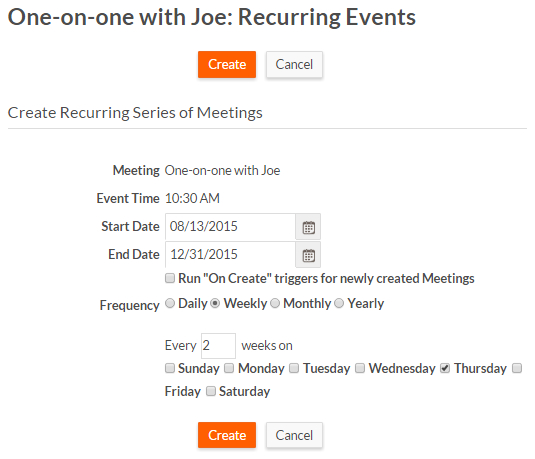 One-on-one with Joe: Recurring Events
Create Cancel
Create Recurring Series of Meetings
Meeting One-on-one with Joe
Event Time 10:30 AM
Start Date 08/13/2015
End Date 12/31/2015
Run "On Create" triggers for newly created Meetings
Frequency Daily Weekly Monthly Yearly
Every 2 weeks on
Sunday Monday Tuesday Wednesday Thursday
Friday Saturday
Create Cancel